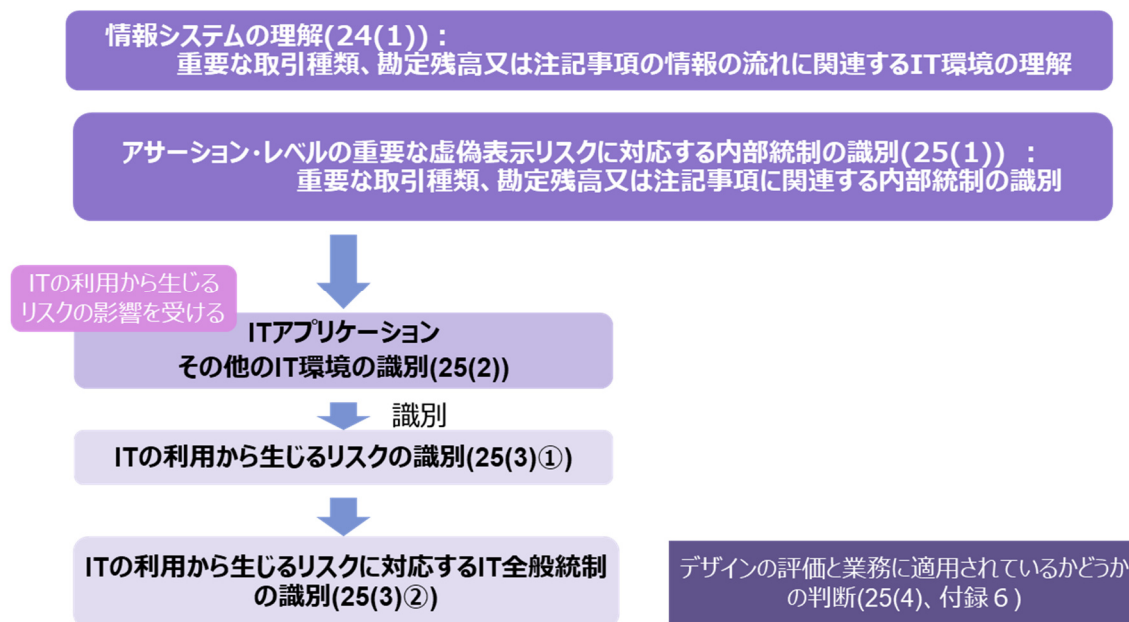 情報システムの理解(24(1))：
重要な取引種類、勘定残高又は注記事項の情報の流れに関連するIT環境の理解
アサーション・レベルの重要な虚偽表示リスクに対応する内部統制の識別(25(1)) ：
重要な取引種類、勘定残高又は注記事項に関連する内部統制の識別
ITの利用から生じる
リスクの影響を受ける
ITアプリケーション
その他のIT環境の識別(25(2))
識別
ITの利用から生じるリスクの識別(25(3)①)
ITの利用から生じるリスクに対応するIT全般統制
の識別(25(3)②)
デザインの評価と業務に適用されているかどうか
の判断(25(4)、付録６)